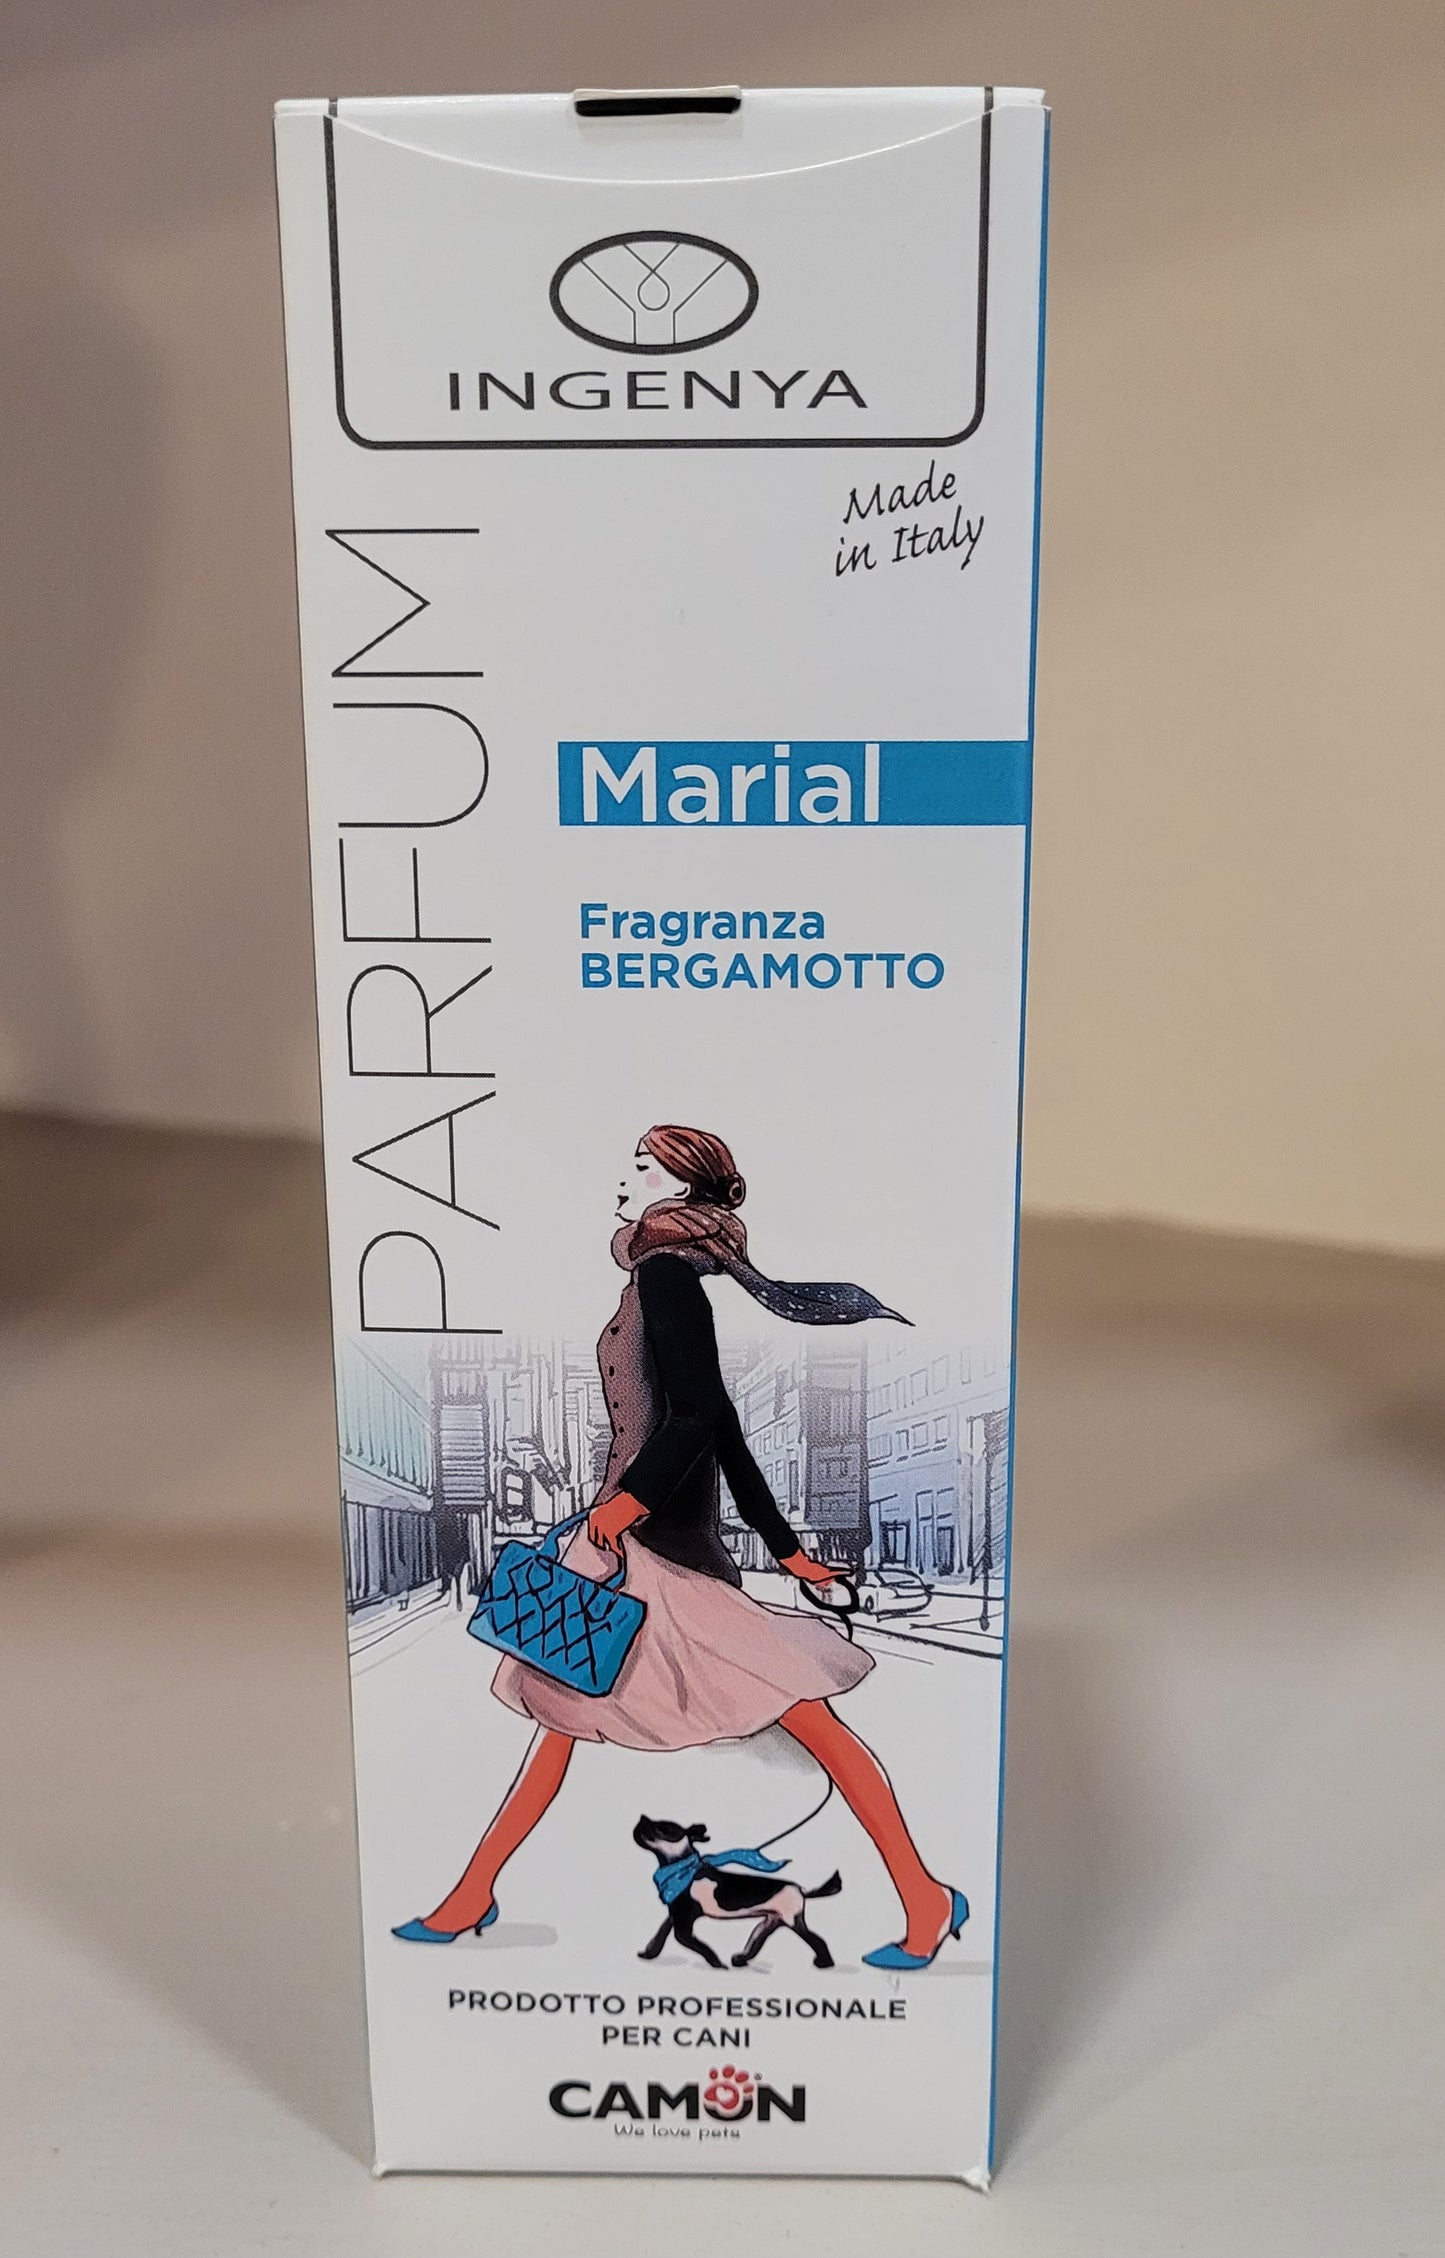 INGENYA
Made
in Italy
PARFUM
Marial
Fragranza
BERGAMOTTO
PRODOTTO PROFESSIONALE
PER CANI
CAMON
We love pets